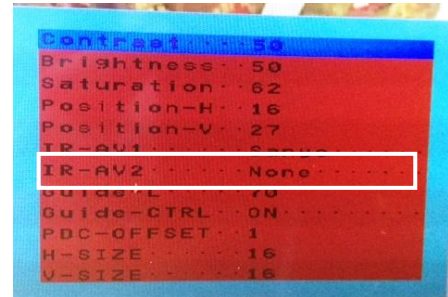 Contrast....50
Brightness..50
Saturation..62
Position-H..16
Position-V..27
IR-AV1......Sanyo......
IR-AV2......None......
Guide-L.....70
Guide-CTRL..ON........
PDC-OFFSET..1
H-SIZE......16
V-SIZE......16